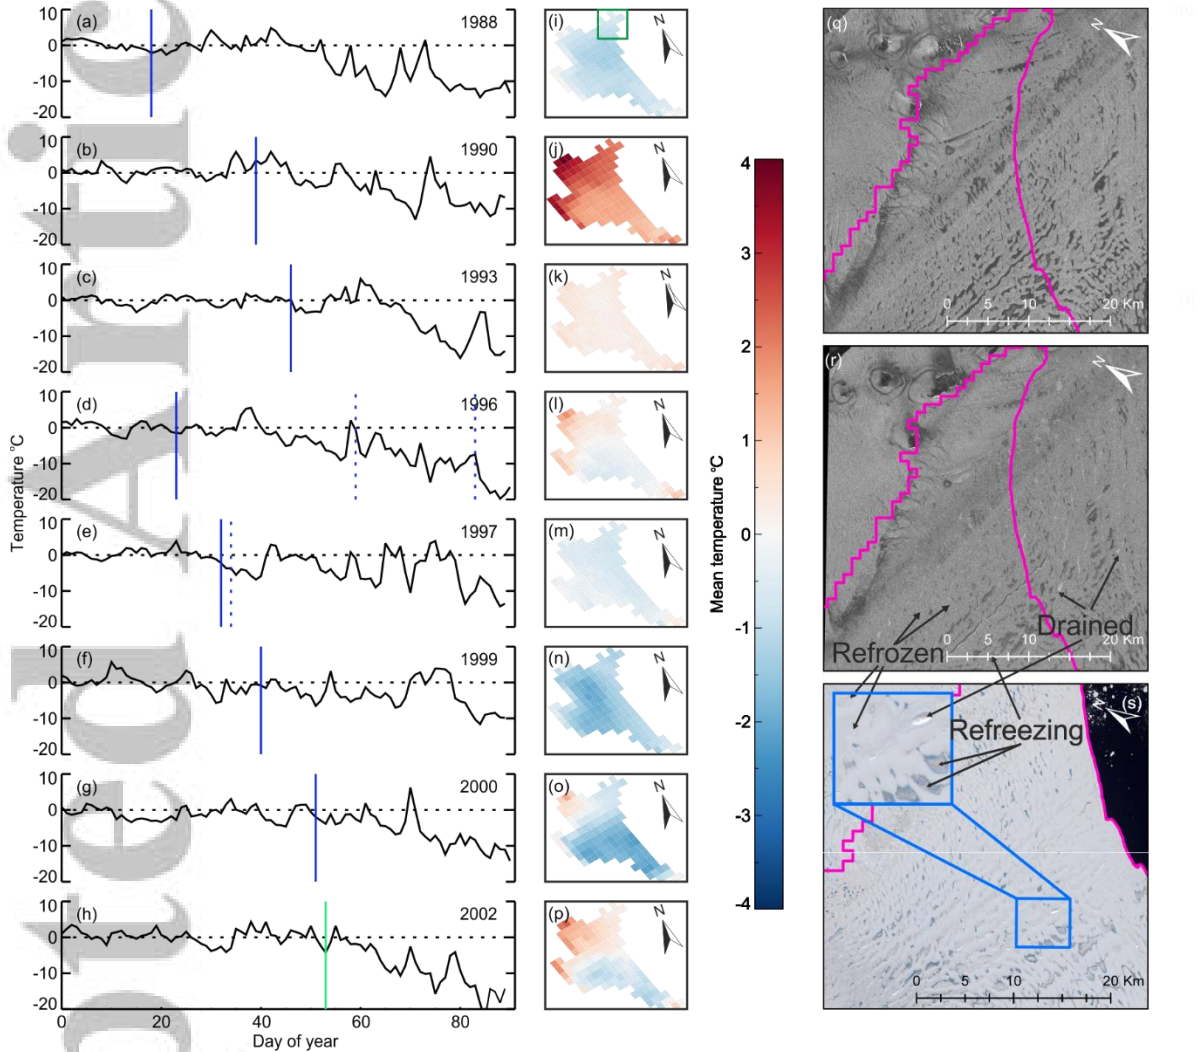 (a) 1988
10
0
-10
-20
(b) 1990
10
0
-10
-20
(c) 1993
10
0
-10
-20
(d) 1996
10
0
-10
-20
(e) 1997
10
0
-10
-20
(f) 1999
10
0
-10
-20
(g) 2000
10
0
-10
-20
(h) 2002
10
0
-10
-20
0 20 40 60 80
Day of year
Temperature °C
(i) N
(j) N
(k) N
(l) N
(m) N
(n) N
(o) N
(p) N
4
3
2
1
0
-1
-2
-3
-4
Mean temperature °C
(q) N
0 5 10 20 Km
(r) N
Drained
0 5 10 20 Km
Refrozen
(s) N
Refreezing
0 5 10 20 Km
Accepted Artic